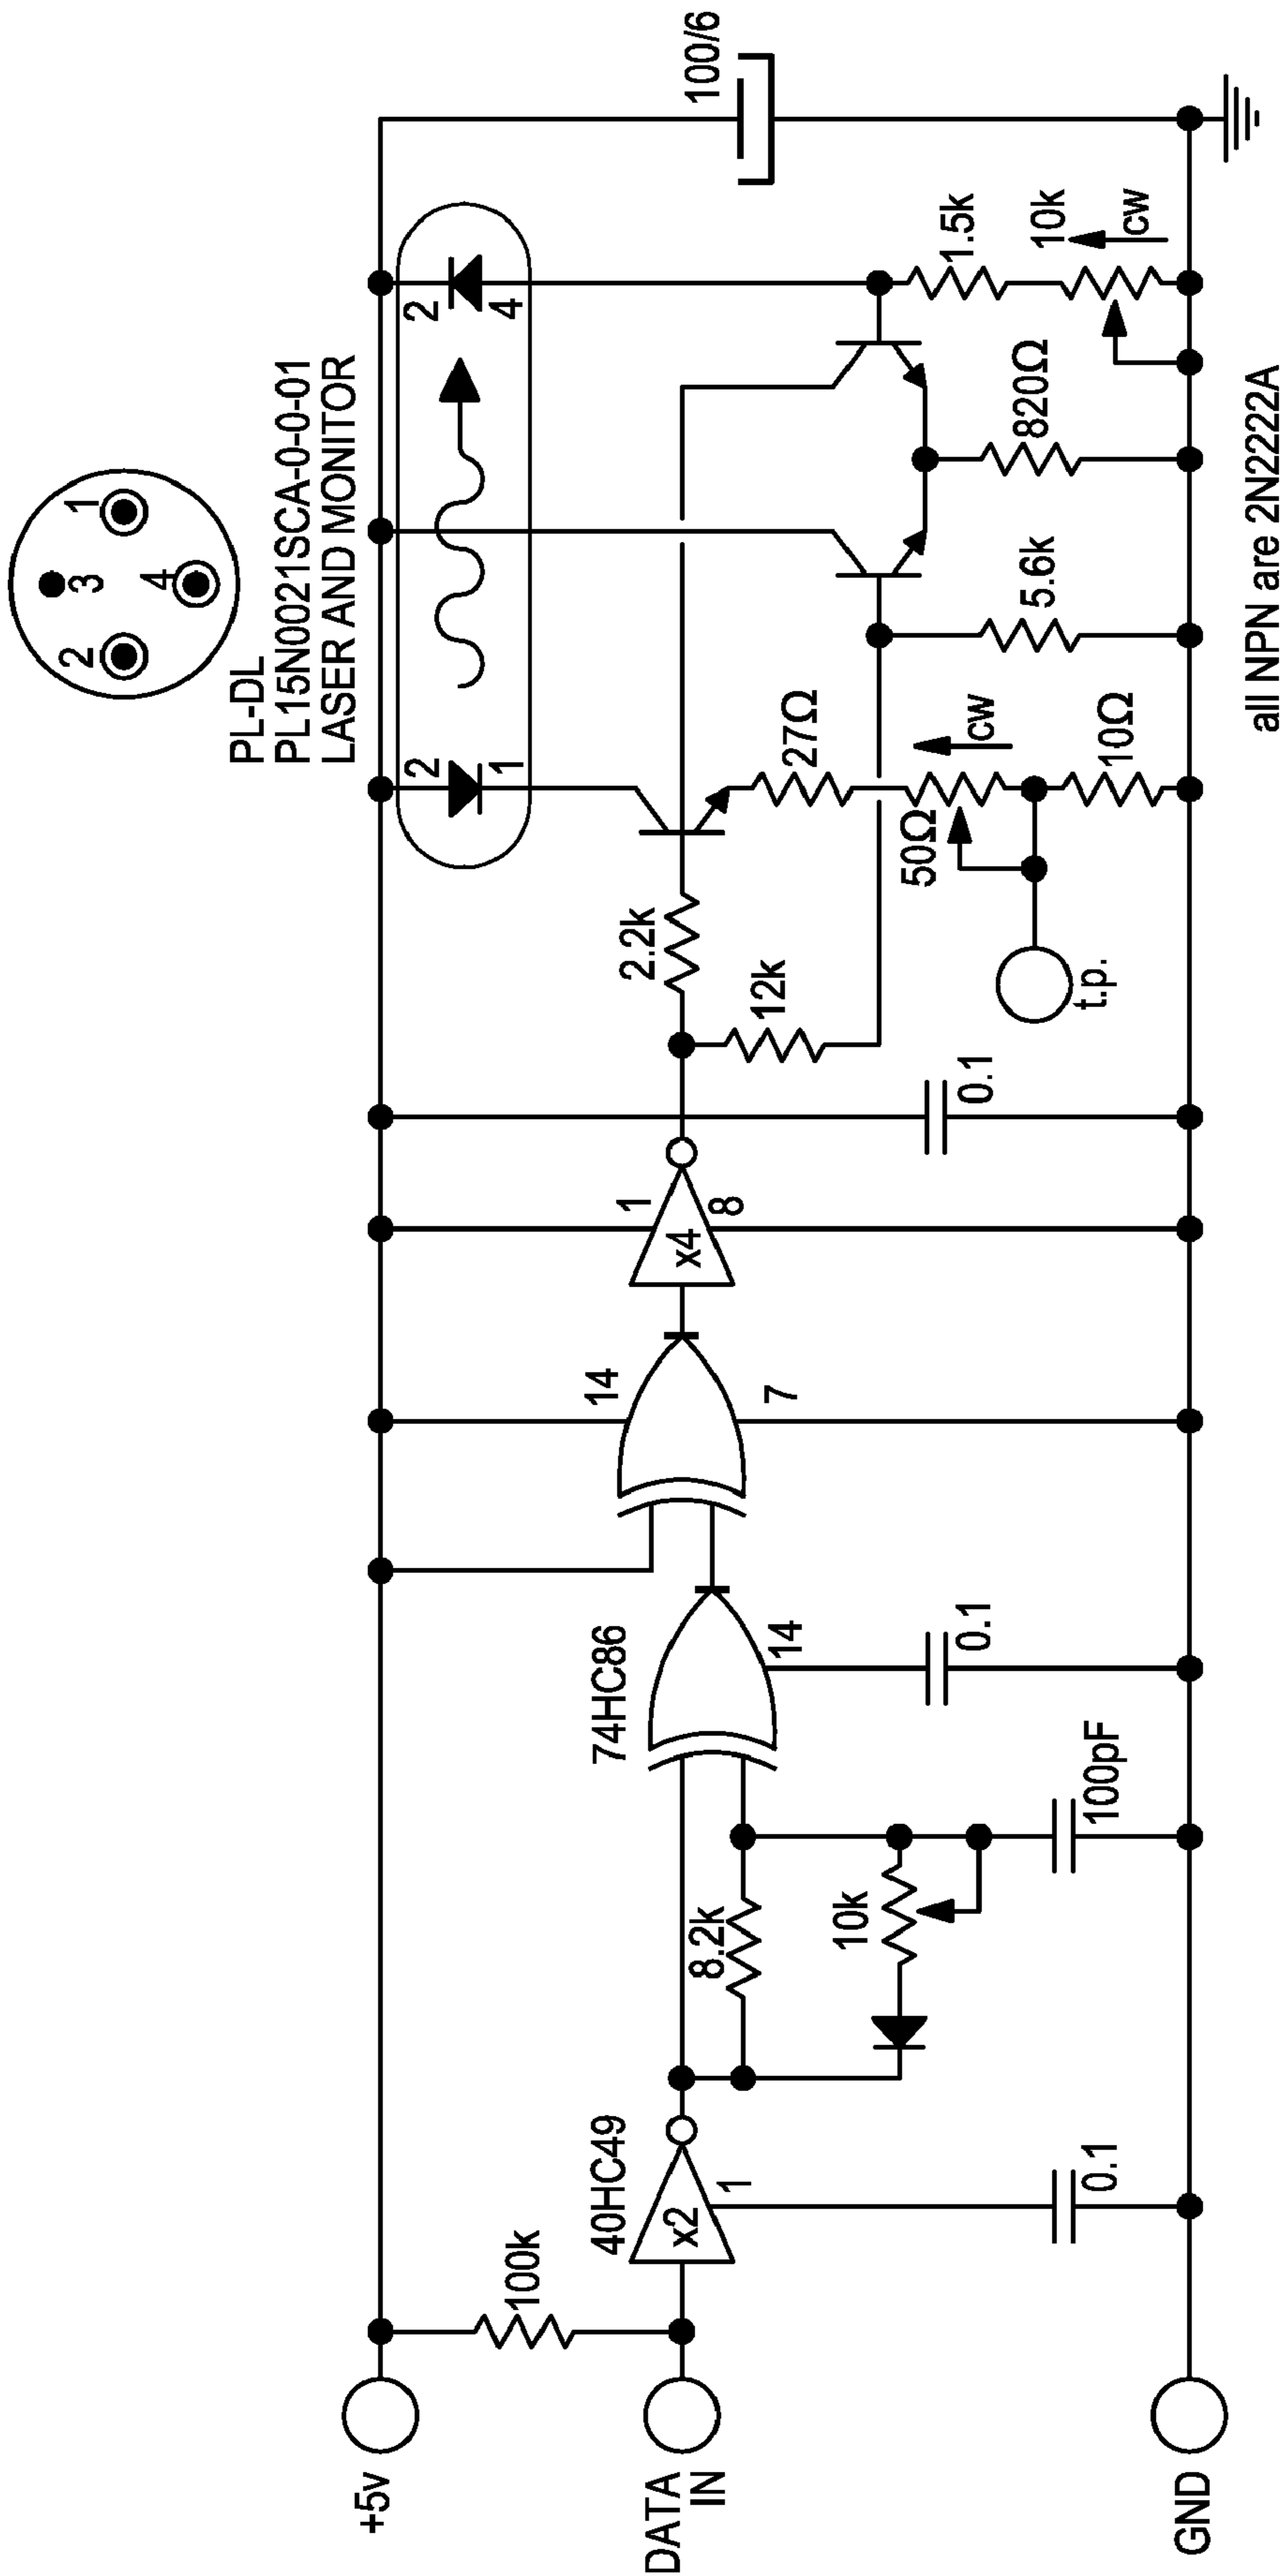 2
3
1
4
PL-DL
PL15N0021SCA-0-0-01
LASER AND MONITOR
2
1
2
4
100/6
+5v
100k
DATA
IN
40HC49
x2
1
0.1
8.2k
10k
100pF
74HC86
14
0.1
14
7
x4
1
8
0.1
2.2k
12k
27Ω
50Ω
cw
t.p.
10Ω
5.6k
820Ω
1.5k
10k
cw
GND
all NPN are 2N2222A